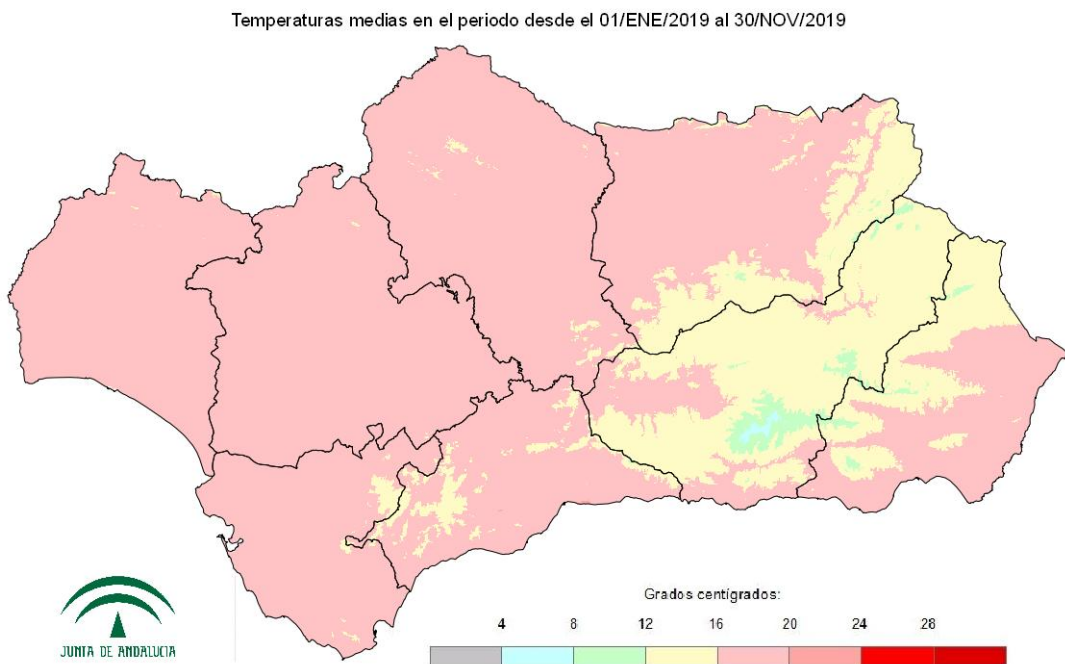 Temperaturas medias en el periodo desde el 01/ENE/2019 al 30/NOV/2019
Grados centígrados:
4 8 12 16 20 24 28
JUNTA DE ANDALUCIA